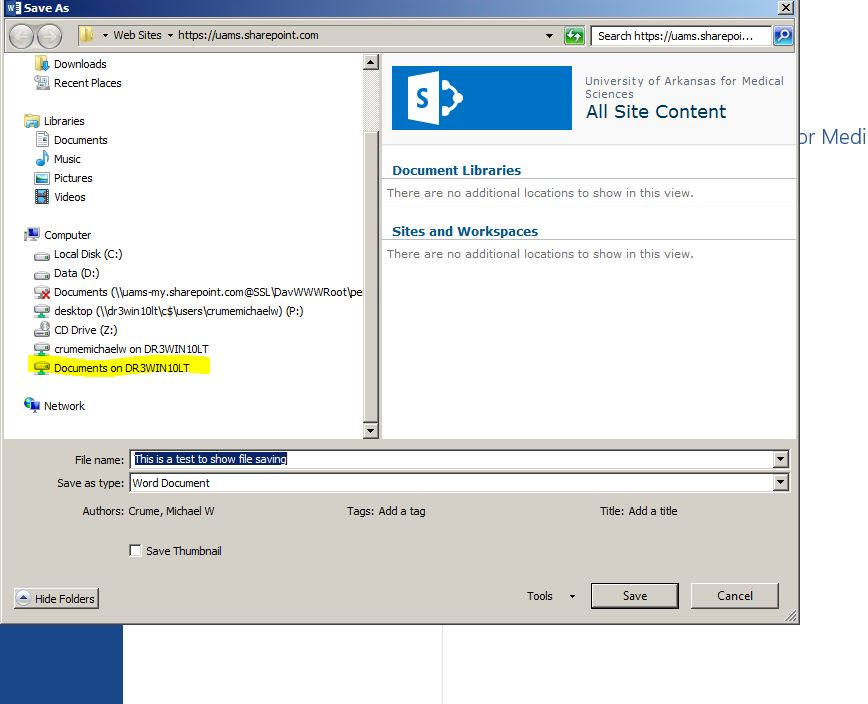 Save As
Web Sites
https://uams.sharepoint.com
Search https://uams.sharepoi...
Downloads
Recent Places
Libraries
Documents
Music
Pictures
Videos
Computer
Local Disk (C:)
Data (D:)
Documents (\\uams-my.sharepoint.com@SSL\DavWWWRoot\pe
desktop (\\dr3win10lt\c$\users\crumemichaelw) (P:)
CD Drive (Z:)
crumemichaelw on DR3WIN10LT
Documents on DR3WIN10LT
Network
S
University of Arkansas for Medical
Sciences
All Site Content
Document Libraries
There are no additional locations to show in this view.
Sites and Workspaces
There are no additional locations to show in this view.
or Medi
File name: This is a test to show file saving
Save as type: Word Document
Authors: Crume, Michael W
Tags: Add a tag
Title: Add a title
Save Thumbnail
Hide Folders
Tools
Save
Cancel